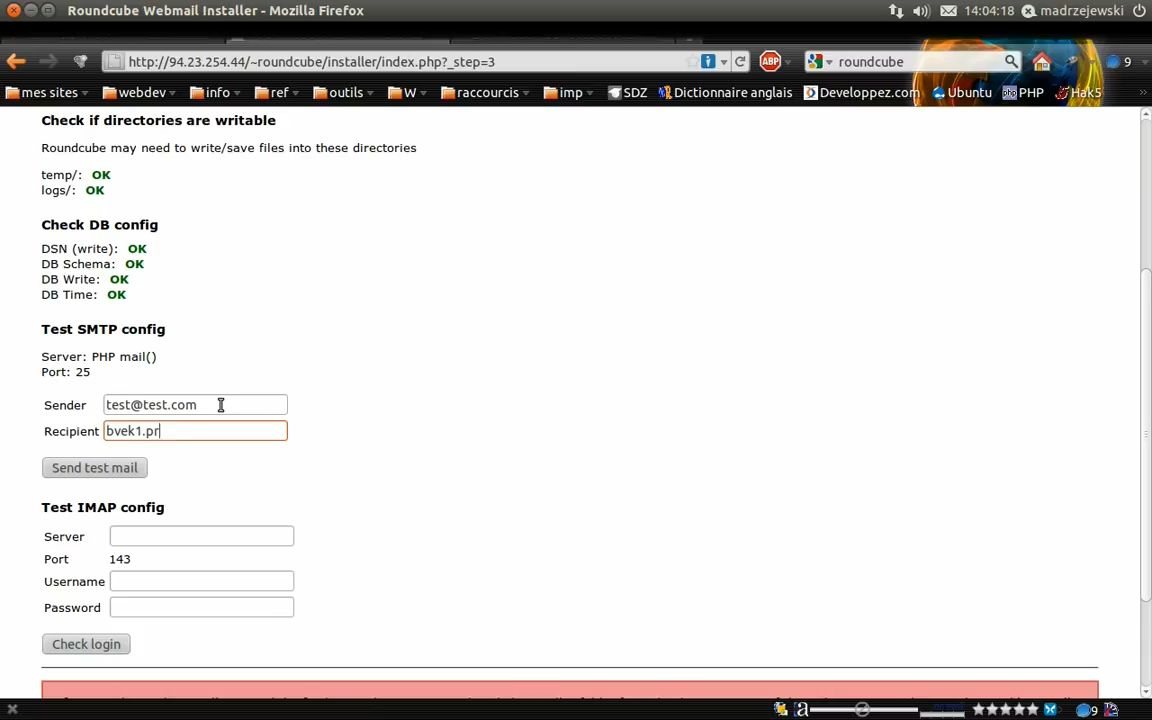 Roundcube Webmail Installer - Mozilla Firefox
14:04:18 madrzejewski
http://94.23.254.44/~roundcube/installer/index.php?_step=3
ABP
roundcube
9
mes sites webdev info ref outils W raccourcis imp SDZ Dictionnaire anglais Developpez.com Ubuntu PHP Hak5
Check if directories are writable
Roundcube may need to write/save files into these directories
temp/: OK
logs/: OK
Check DB config
DSN (write): OK
DB Schema: OK
DB Write: OK
DB Time: OK
Test SMTP config
Server: PHP mail()
Port: 25
Sender test@test.com
Recipient bvek1.pr
Send test mail
Test IMAP config
Server
Port 143
Username
Password
Check login
a 9